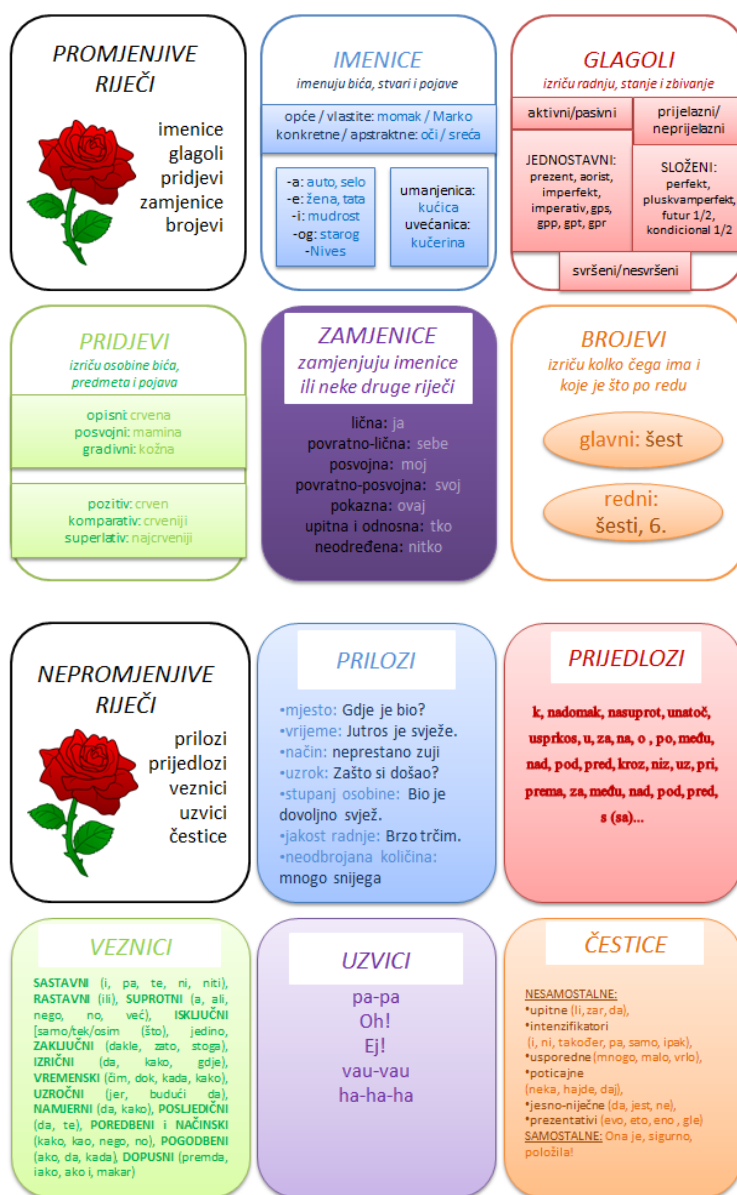 PROMJENJIVE
RIJEČI
imenice
glagoli
pridjevi
zamjenice
brojevi
IMENICE
imenuju bića, stvari i pojave
opće / vlastite: momak / Marko
konkretne / apstraktne: oči / sreća
-a: auto, selo
-e: žena, tata
-i: mudrost
-og: starog
-Nives
umanjenica:
kućica
uvećanica:
kučerina
GLAGOLI
izriču radnju, stanje i zbivanje
aktivni/pasivni
prijelazni/
neprijelazni
JEDNOSTAVNI:
prezent, aorist,
imperfekt,
imperativ, gps,
gpp, gpt, gpr
SLOŽENI:
perfekt,
pluskvamperfekt,
futur 1/2,
kondicional 1/2
svršeni/nesvršeni
PRIDJEVI
izriču osobine bića,
predmeta i pojava
opisni: crvena
posvojni: mamina
gradivni: kožna
pozitiv: crven
komparativ: crveniji
superlativ: najcrveniji
ZAMJENICE
zamjenjuju imenice
ili neke druge riječi
lična: ja
povratno-lična: sebe
posvojna: moj
povratno-posvojna: svoj
pokazna: ovaj
upitna i odnosna: tko
neodređena: nitko
BROJEVI
izriču kolko čega ima i
koje je što po redu
glavni: šest
redni:
šesti, 6.
NEPROMJENJIVE
RIJEČI
prilozi
prijedlozi
veznici
uzvici
čestice
PRILOZI
•mjesto: Gdje je bio?
•vrijeme: Jutros je svježe.
•način: neprestano zuji
•uzrok: Zašto si došao?
•stupanj osobine: Bio je
dovoljno svjež.
•jakost radnje: Brzo trčim.
•neodbrojana količina:
mnogo snijega
PRIJEDLOZI
k, nadomak, nasuprot, unatoč,
usprkos, u, za, na, o , po, među,
nad, pod, pred, kroz, niz, uz, pri,
prema, za, među, nad, pod, pred,
s (sa)...
VEZNICI
SASTAVNI (i, pa, te, ni, niti),
RASTAVNI (ili), SUPROTNI (a, ali,
nego, no, već), ISKLJUČNI
[samo/tek/osim (što), jedino,
ZAKLJUČNI (dakle, zato, stoga),
IZRIČNI (da, kako, gdje),
VREMENSKI (čim, dok, kada, kako),
UZROČNI (jer, budući da),
NAMJERNI (da, kako), POSLJEDIČNI
(da, te), POREDBENI i NAČINSKI
(kako, kao, nego, no), POGODBENI
(ako, da, kada), DOPUSNI (premda,
iako, ako i, makar)
UZVICI
pa-pa
Oh!
Ej!
vau-vau
ha-ha-ha
ČESTICE
NESAMOSTALNE:
•upitne (li, zar, da),
•intenzifikatori
(i, ni, također, pa, samo, ipak),
•usporedne (mnogo, malo, vrlo),
•poticajne
(neka, hajde, daj),
•jesno-niječne (da, jest, ne),
•prezentativi (evo, eto, eno , gle)
SAMOSTALNE: Ona je, sigurno,
položila!